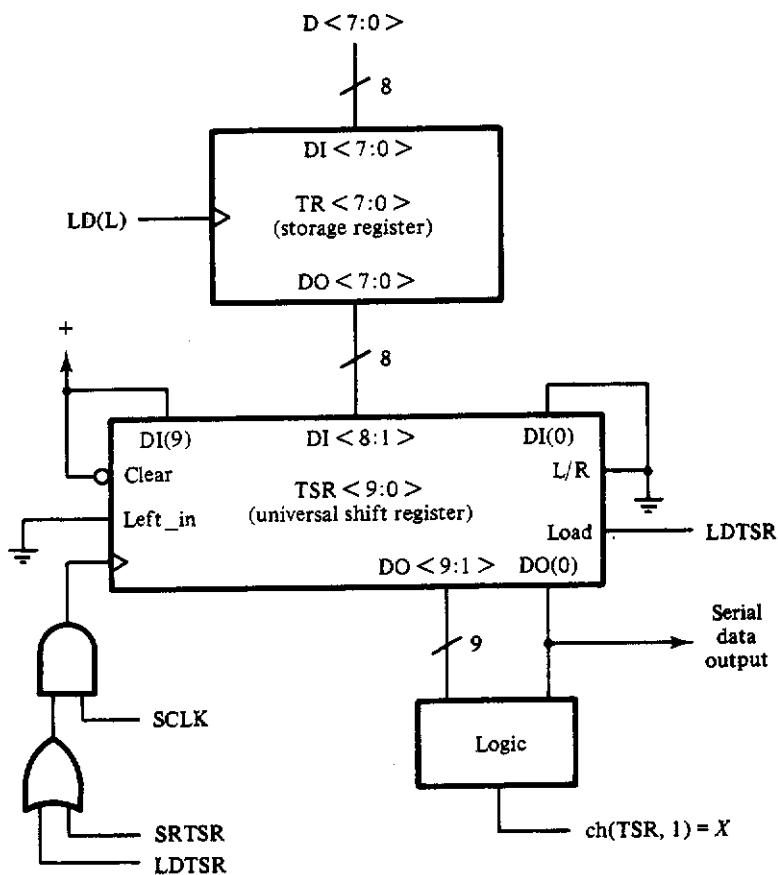 D < 7:0 >
8
DI < 7:0 >
LD(L)
TR < 7:0 >
(storage register)
DO < 7:0 >
+
8
DI(9)
DI < 8:1 >
DI(0)
Clear
L/R
TSR < 9:0 >
Left_in
(universal shift register)
Load
LDTSR
DO < 9:1 >
DO(0)
9
Serial
data
output
SCLK
Logic
SRTSR
LDTSR
ch(TSR, 1) = X